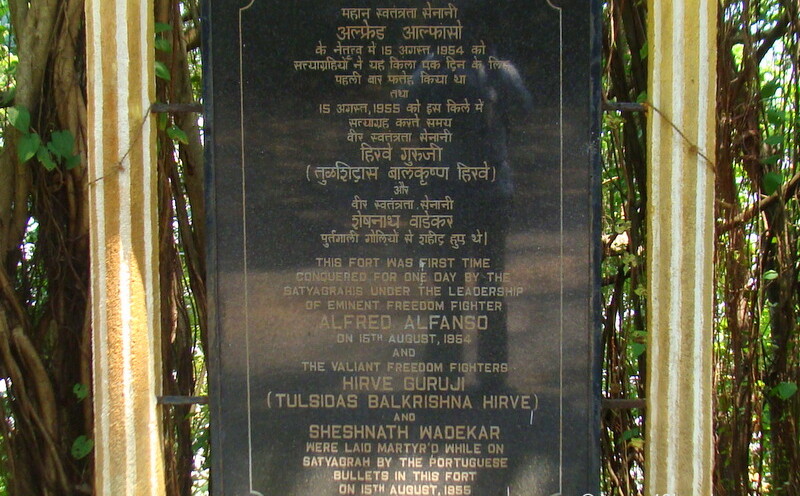 महान स्वतंत्रता सेनानी
अल्फ्रेड आल्फासो
के नेतृत्व में 15 अगस्त, 1954 को
सत्याग्रहियों ने यह किला एक दिन के लिए
पहली बार फतेह किया था
तथा
15 अगस्त, 1955 को इस किले में
सत्याग्रह करते समय
वीर स्वतंत्रता सेनानी
हिरवे गुरुजी
(तुळशिदास बालकृष्ण हिरवे)
और
वीर स्वतंत्रता सेनानी
शेषनाथ वाडेकर
पुर्तगाली गोलियों से शहीद हुए थे।
THIS FORT WAS FIRST TIME
CONQUERED FOR ONE DAY BY THE
SATYAGRAHIS UNDER THE LEADERSHIP
OF EMINENT FREEDOM FIGHTER
ALFRED ALFANSO
ON 15TH AUGUST, 1954
AND
THE VALIANT FREEDOM FIGHTERS
HIRVE GURUJI
(TULSIDAS BALKRISHNA HIRVE)
AND
SHESHNATH WADEKAR
WERE LAID MARTYR'D WHILE ON
SATYAGRAH BY THE PORTUGUESE
BULLETS IN THIS FORT
ON 15TH AUGUST, 1955